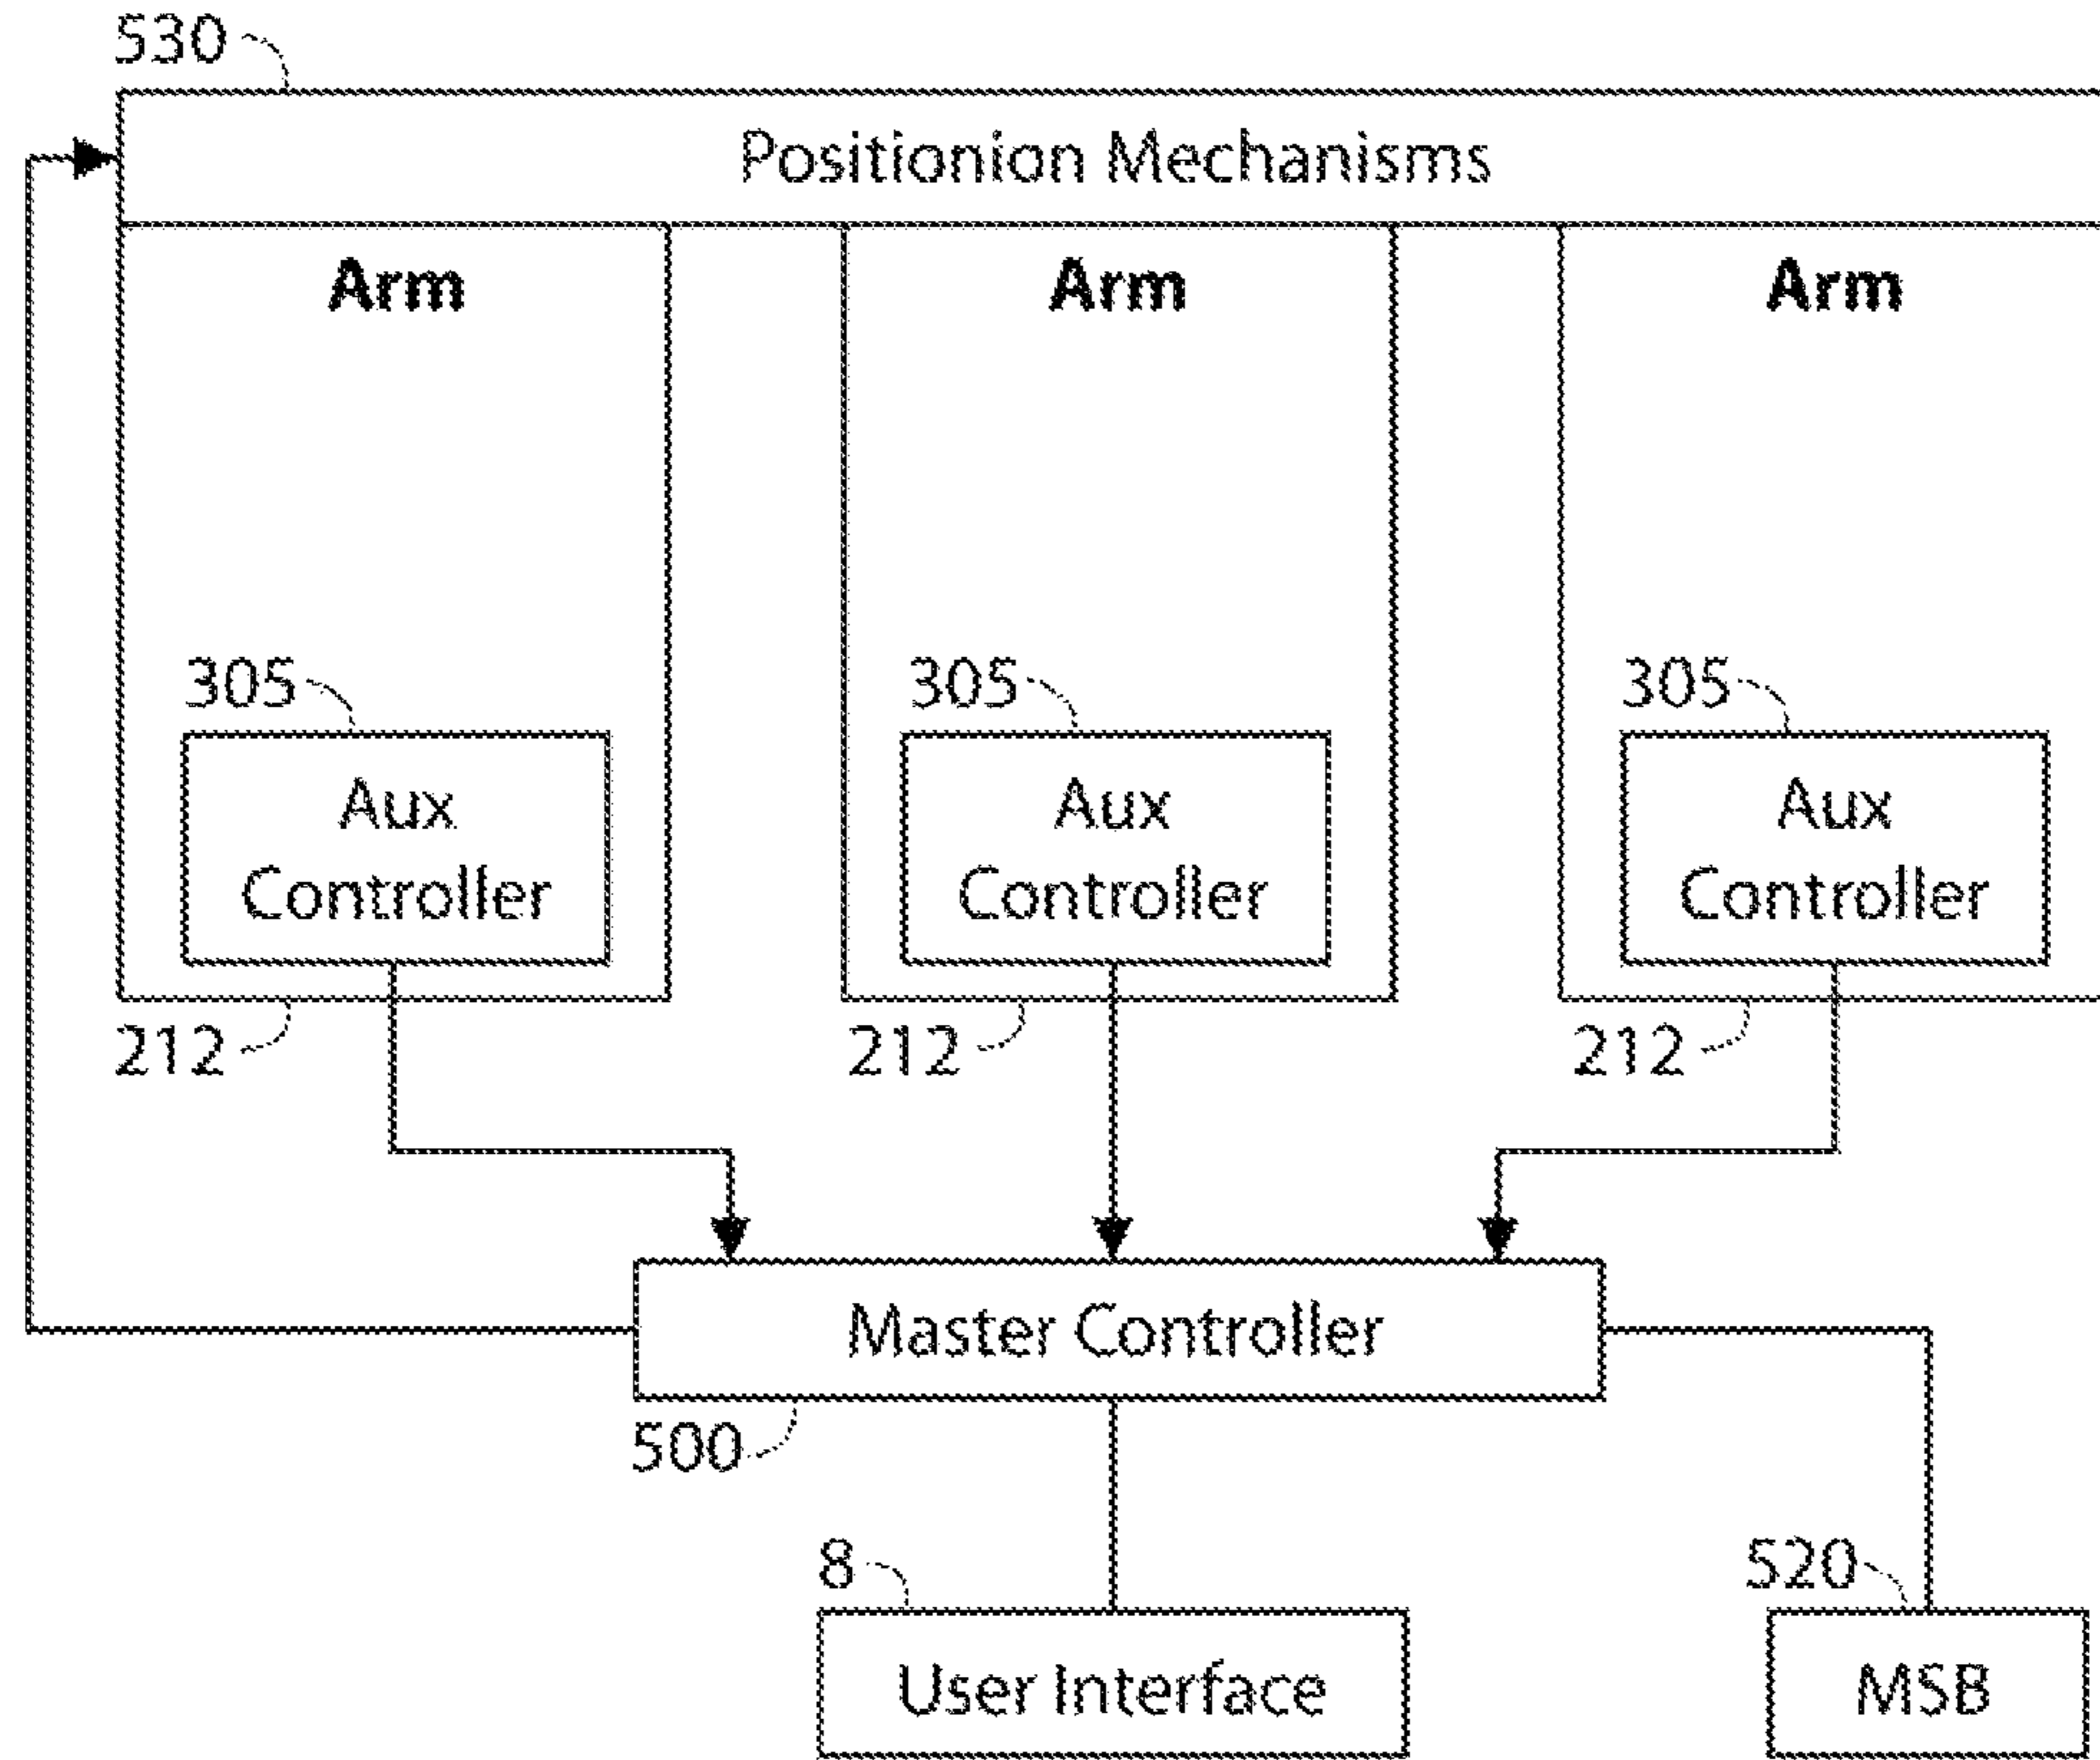 530
Positionion Mechanisms
Arm
Arm
Arm
305
305
305
Aux
Controller
Aux
Controller
Aux
Controller
212
212
212
Master Controller
500
8
520
User Interface
MSB